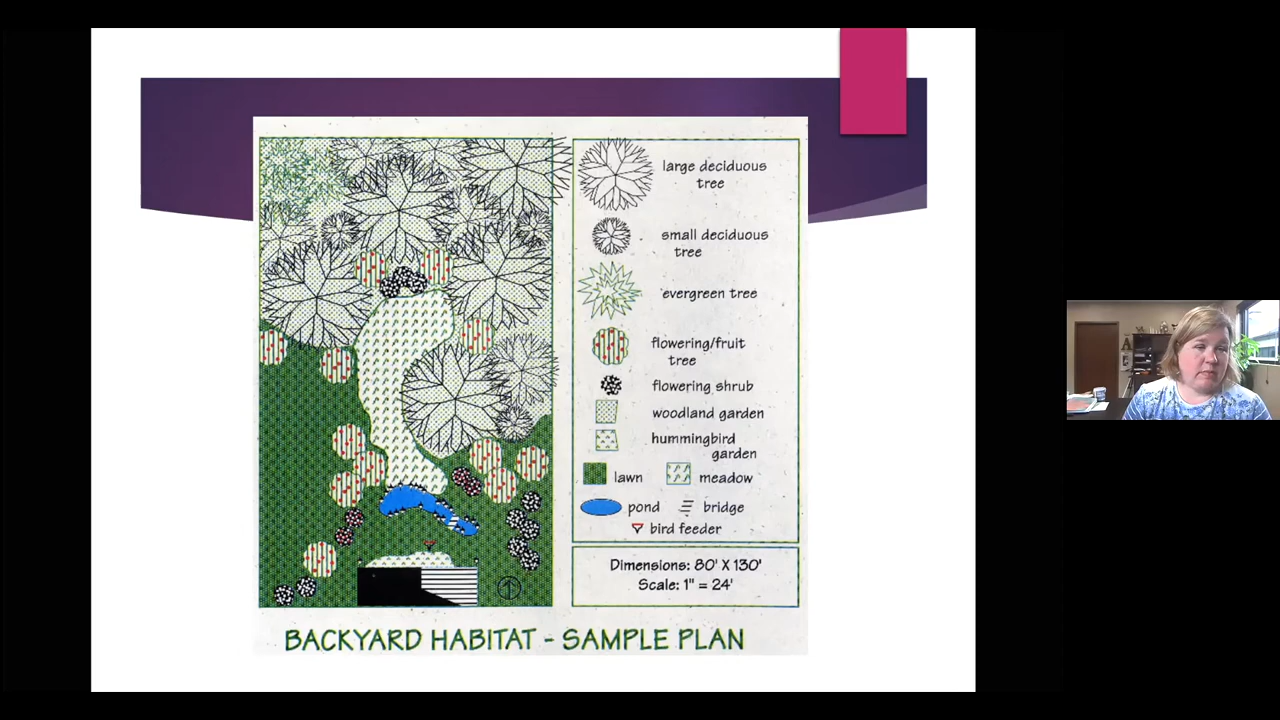 large deciduous
tree
small deciduous
tree
evergreen tree
flowering/fruit
tree
flowering shrub
woodland garden
hummingbird
garden
lawn meadow
pond bridge
bird feeder
Dimensions: 80' X 130'
Scale: 1" = 24'
BACKYARD HABITAT - SAMPLE PLAN